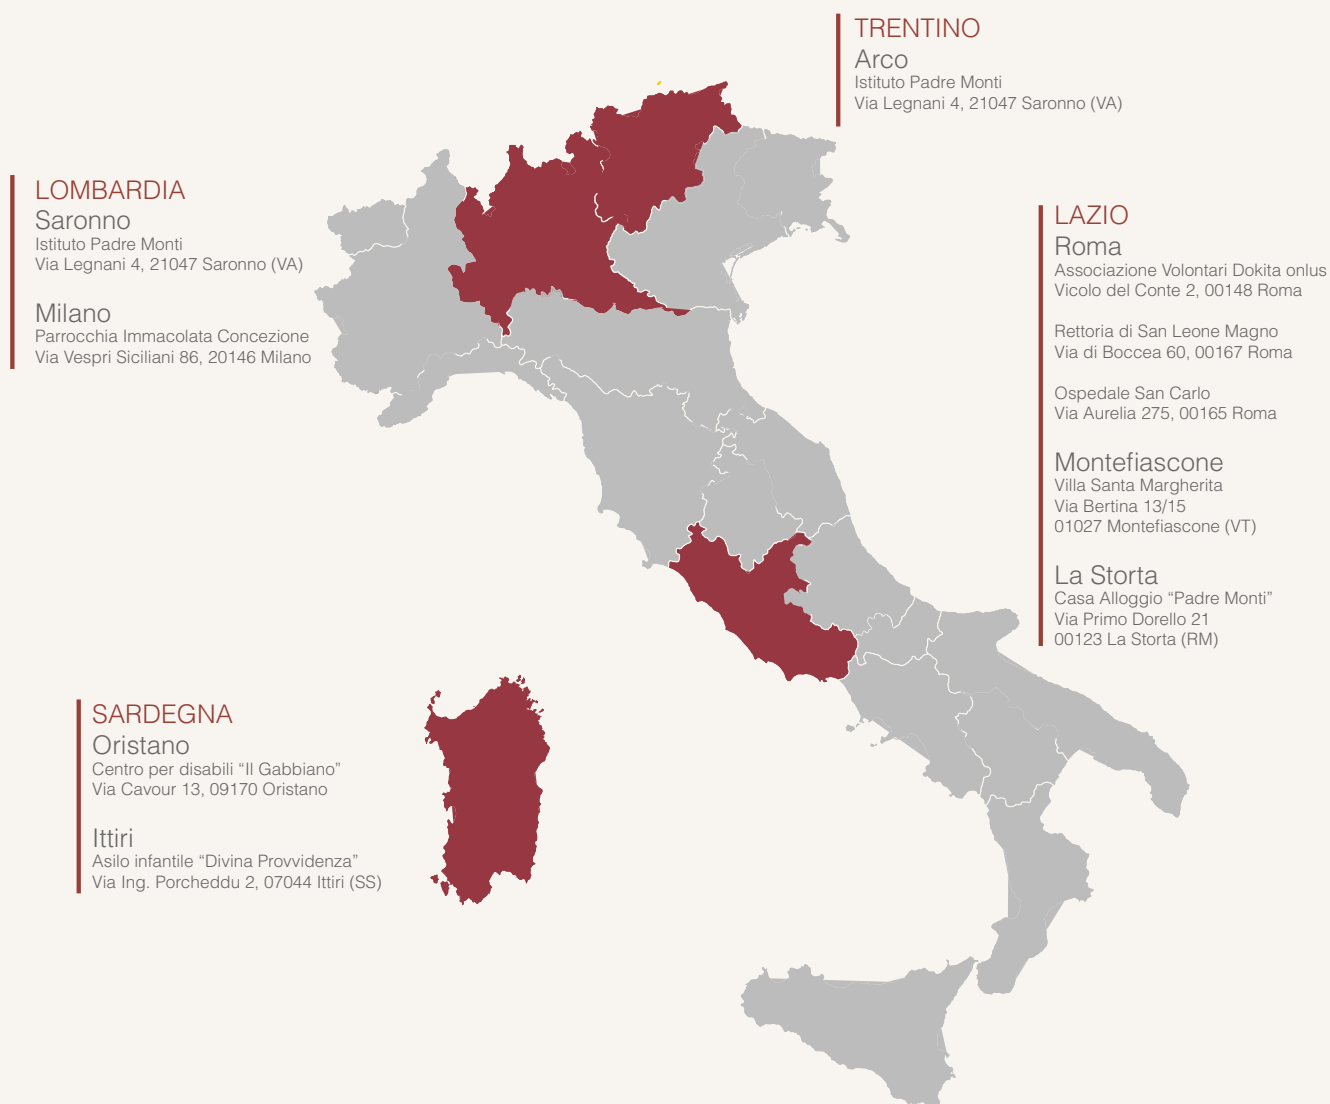 TRENTINO
Arco
Istituto Padre Monti
Via Legnani 4, 21047 Saronno (VA)
LOMBARDIA
Saronno
Istituto Padre Monti
Via Legnani 4, 21047 Saronno (VA)
Milano
Parrocchia Immacolata Concezione
Via Vespri Siciliani 86, 20146 Milano
LAZIO
Roma
Associazione Volontari Dokita onlus
Vicolo del Conte 2, 00148 Roma
Rettoria di San Leone Magno
Via di Boccea 60, 00167 Roma
Ospedale San Carlo
Via Aurelia 275, 00165 Roma
Montefiascone
Villa Santa Margherita
Via Bertina 13/15
01027 Montefiascone (VT)
La Storta
Casa Alloggio “Padre Monti”
Via Primo Dorello 21
00123 La Storta (RM)
SARDEGNA
Oristano
Centro per disabili “Il Gabbiano”
Via Cavour 13, 09170 Oristano
Ittiri
Asilo infantile “Divina Provvidenza”
Via Ing. Porcheddu 2, 07044 Ittiri (SS)